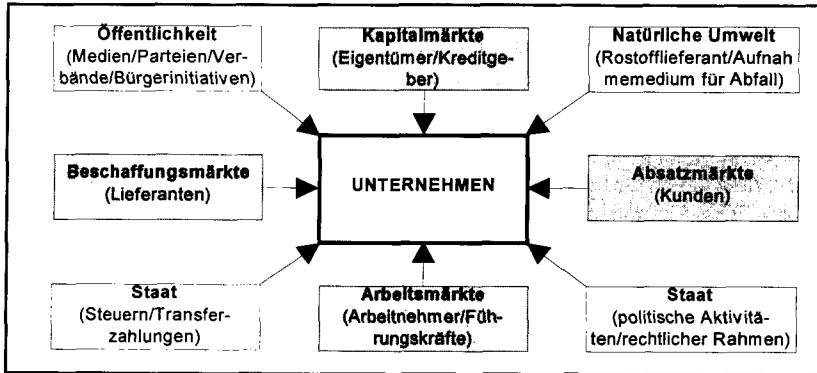 Öffentlichkeit
(Medien/Parteien/Ver-
bände/Bürgerinitiativen)
Kapitalmärkte
(Eigentümer/Kreditge-
ber)
Natürliche Umwelt
(Rostofflieferant/Aufnah
memedium für Abfall)
Beschaffungsmärkte
(Lieferanten)
UNTERNEHMEN
Absatzmärkte
(Kunden)
Staat
(Steuern/Transfer-
zahlungen)
Arbeitsmärkte
(Arbeitnehmer/Füh-
rungskräfte)
Staat
(politische Aktivitä-
ten/rechtlicher Rahmen)